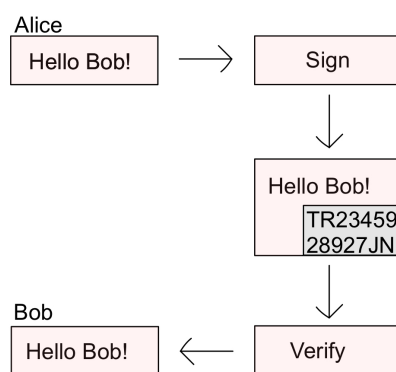 Alice
Hello Bob!
Sign
Hello Bob!
TR23459
28927JN
Verify
Bob
Hello Bob!